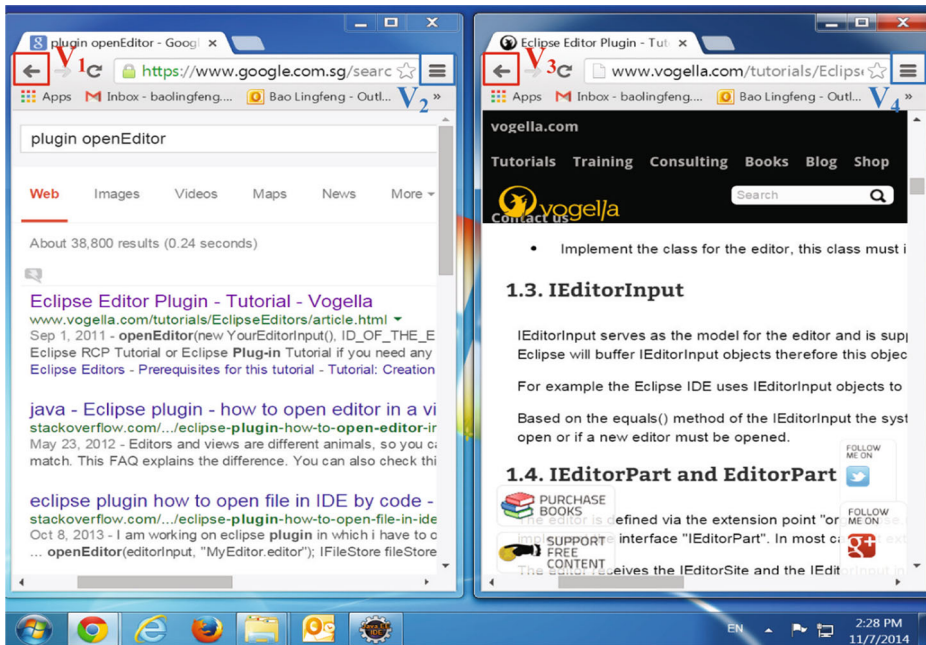 plugin openEditor - Googl ×
V1
https://www.google.com.sg/searc
Apps Inbox - baolingfeng.... Bao Lingfeng - Outl... »
V2
plugin openEditor
Web Images Videos Maps News More
About 38,800 results (0.24 seconds)
Eclipse Editor Plugin - Tutorial - Vogella
www.vogella.com/tutorials/EclipseEditors/article.html
Sep 1, 2011 - openEditor(new YourEditorInput(), ID_OF_THE_E
Eclipse RCP Tutorial or Eclipse Plug-in Tutorial if you need any
Eclipse Editors - Prerequisites for this tutorial - Tutorial: Creation
java - Eclipse plugin - how to open editor in a vi
stackoverflow.com/.../eclipse-plugin-how-to-open-editor-in
May 23, 2012 - Editors and views are different animals, so you ca
match. This FAQ explains the difference. You can also check thi
eclipse plugin how to open file in IDE by code -
stackoverflow.com/.../eclipse-plugin-how-to-open-file-in-ide
Oct 8, 2013 - I am working on eclipse plugin in which i have to o
... openEditor(editorInput, "MyEditor.editor"); IFileStore fileStore
Eclipse Editor Plugin - Tut ×
V3
www.vogella.com/tutorials/Eclips
Apps Inbox - baolingfeng.... Bao Lingfeng - Outl... »
V4
vogella.com
Tutorials Training Consulting Books Blog Shop
vogella
Search
Contact us
• Implement the class for the editor, this class must i
1.3. IEditorInput
IEditorInput serves as the model for the editor and is supp
Eclipse will buffer IEditorInput objects therefore this objec
For example the Eclipse IDE uses IEditorInput objects to
Based on the equals() method of the IEditorInput the syst
open or if a new editor must be opened.
FOLLOW
ME ON
1.4. IEditorPart and EditorPart
PURCHASE
BOOKS
The editor is defined via the extension point "org
FOLLOW
ME ON
interface "IEditorPart". In most
SUPPORT
FREE
CONTENT
g+
The editor receives the IEditorSite and the
Java EE
IDE
EN
2:28 PM
11/7/2014